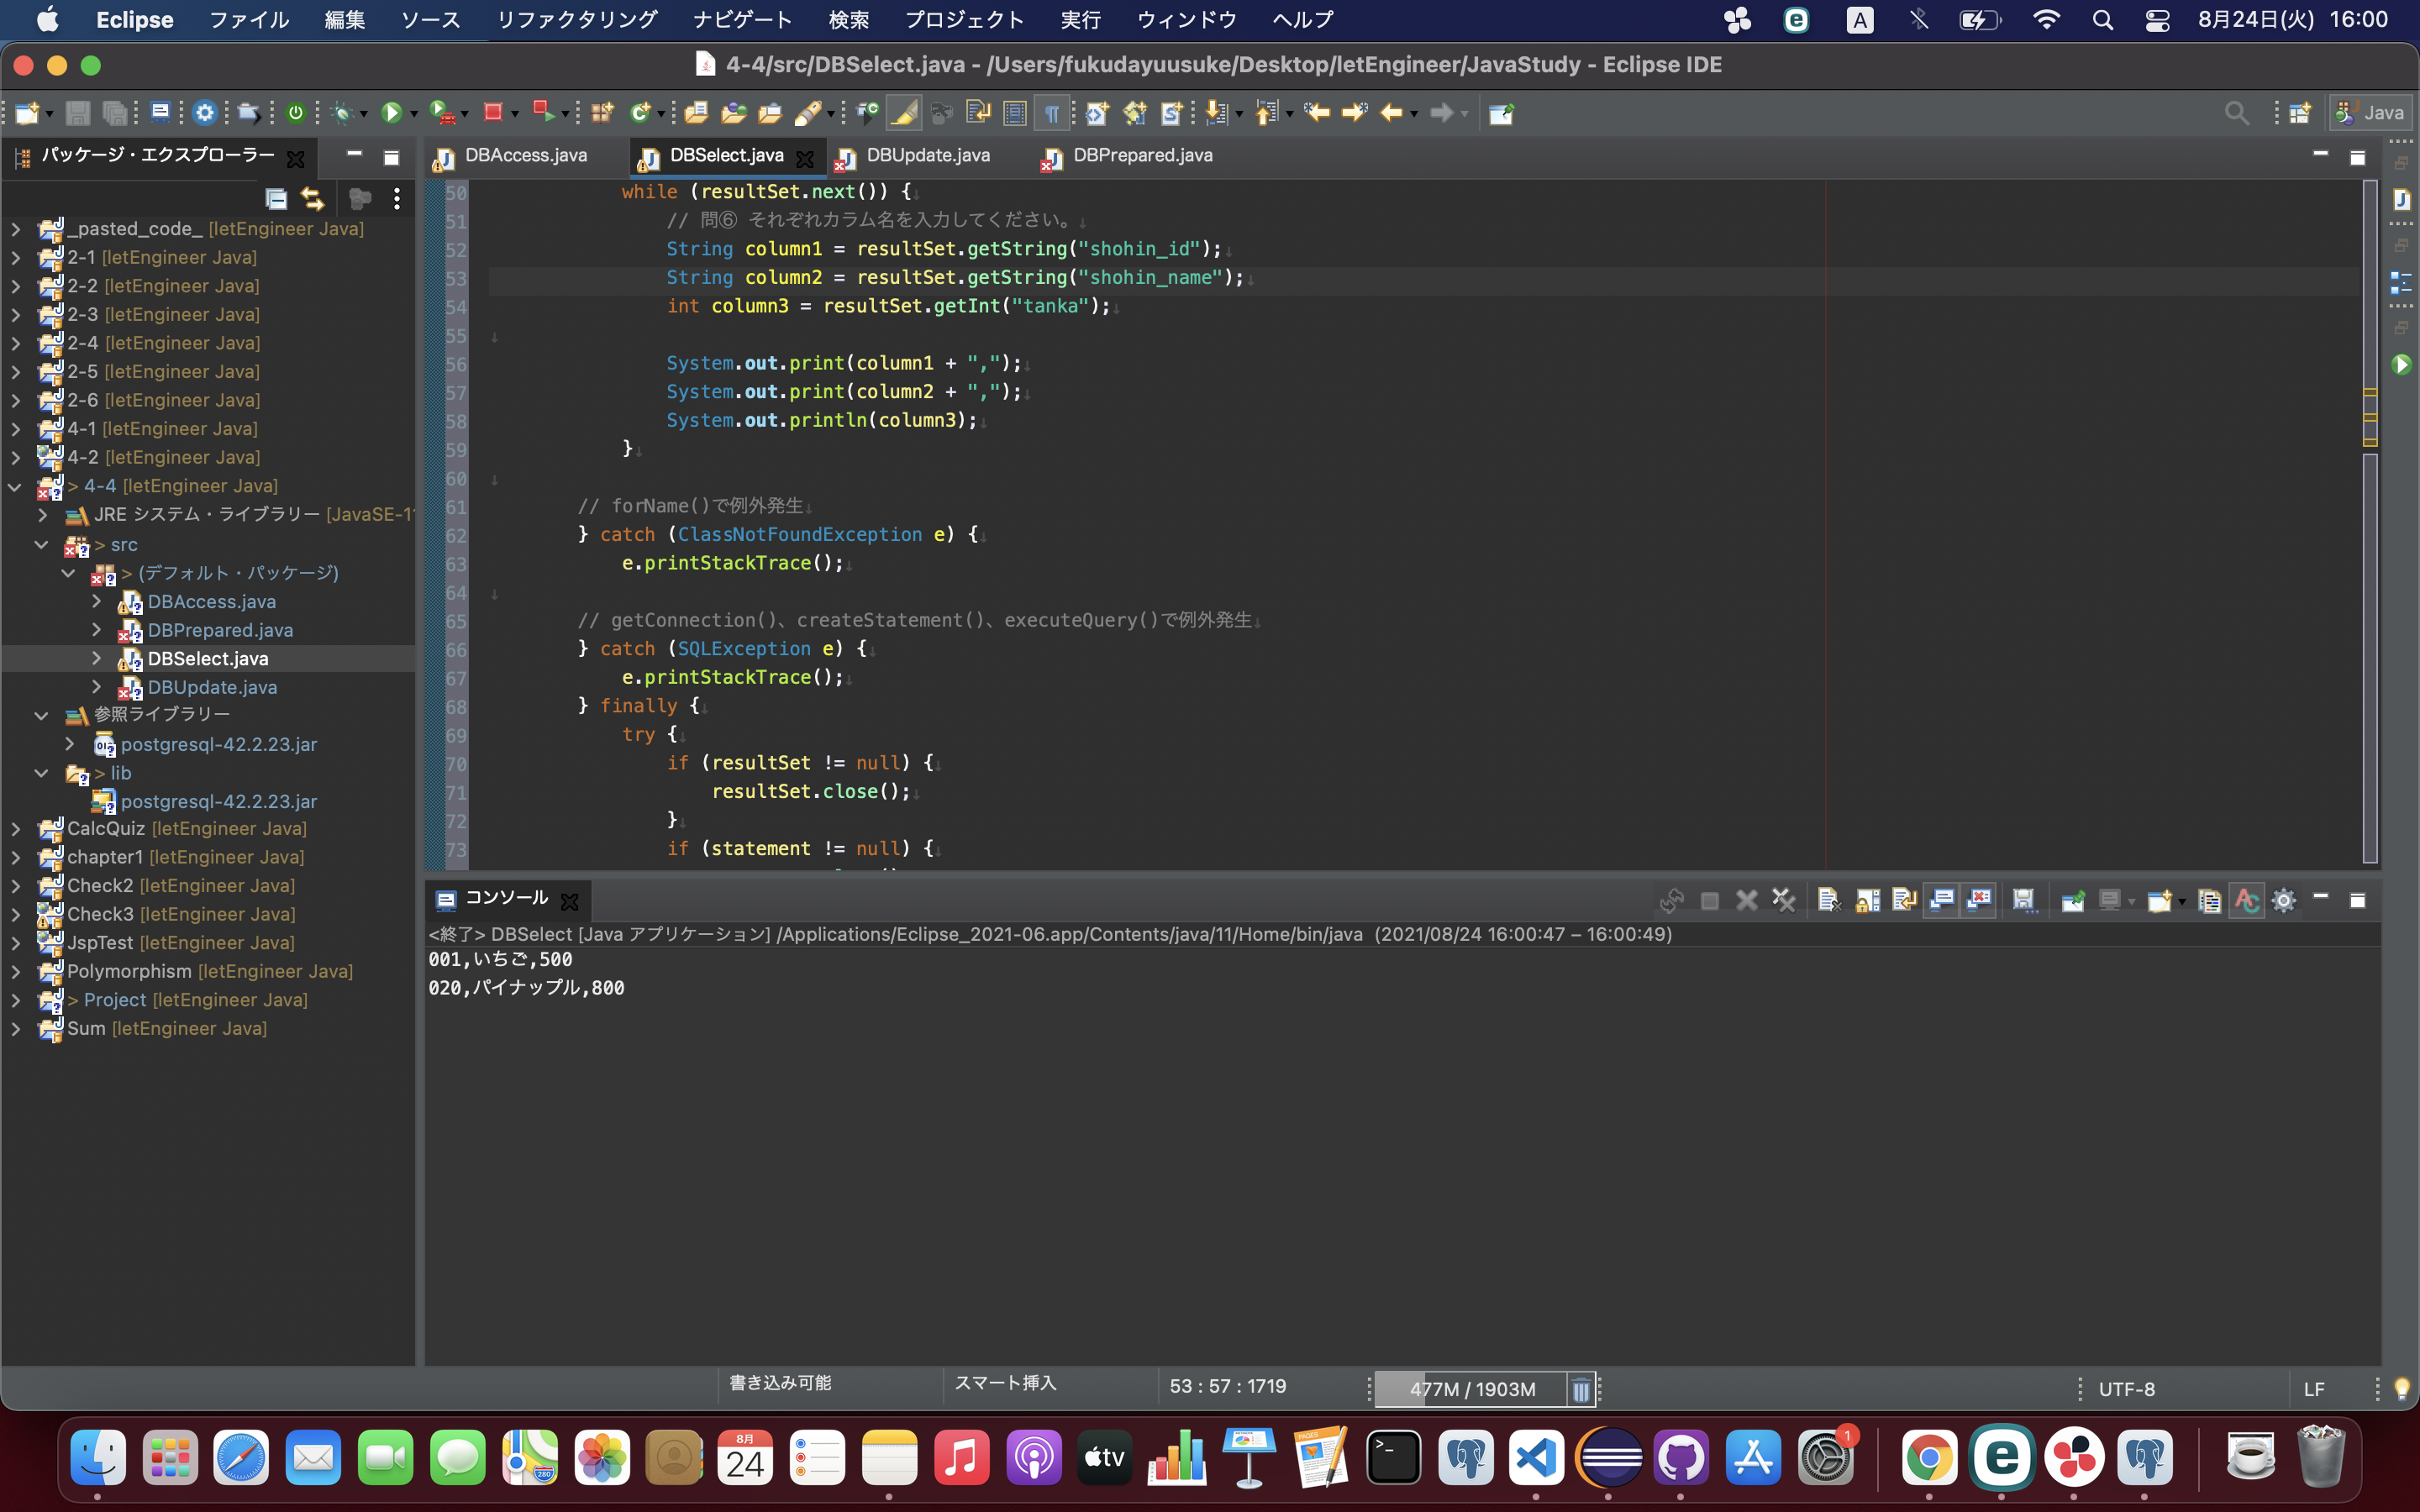 Eclipse ファイル 編集 ソース リファクタリング ナビゲート 検索 プロジェクト 実行 ウィンドウ ヘルプ A 8月24日(火) 16:00
4-4/src/DBSelect.java - /Users/fukudayuusuke/Desktop/letEngineer/JavaStudy - Eclipse IDE
Java
パッケージ・エクスプローラー
_pasted_code_ [letEngineer Java]
2-1 [letEngineer Java]
2-2 [letEngineer Java]
2-3 [letEngineer Java]
2-4 [letEngineer Java]
2-5 [letEngineer Java]
2-6 [letEngineer Java]
4-1 [letEngineer Java]
4-2 [letEngineer Java]
> 4-4 [letEngineer Java]
JRE システム・ライブラリー [JavaSE-1
> src
> (デフォルト・パッケージ)
DBAccess.java
DBPrepared.java
DBSelect.java
DBUpdate.java
参照ライブラリー
postgresql-42.2.23.jar
> lib
postgresql-42.2.23.jar
CalcQuiz [letEngineer Java]
chapter1 [letEngineer Java]
Check2 [letEngineer Java]
Check3 [letEngineer Java]
JspTest [letEngineer Java]
Polymorphism [letEngineer Java]
> Project [letEngineer Java]
Sum [letEngineer Java]
DBAccess.java DBSelect.java DBUpdate.java DBPrepared.java
50 while (resultSet.next()) {↓
51 // 問⑥ それぞれカラム名を入力してください。↓
52 String column1 = resultSet.getString("shohin_id");↓
53 String column2 = resultSet.getString("shohin_name");↓
54 int column3 = resultSet.getInt("tanka");↓
55 ↓
56 System.out.print(column1 + ",");↓
57 System.out.print(column2 + ",");↓
58 System.out.println(column3);↓
59 }↓
60 ↓
61 // forName()で例外発生↓
62 } catch (ClassNotFoundException e) {↓
63 e.printStackTrace();↓
64 ↓
65 // getConnection()、createStatement()、executeQuery()で例外発生↓
66 } catch (SQLException e) {↓
67 e.printStackTrace();↓
68 } finally {↓
69 try {↓
70 if (resultSet != null) {↓
71 resultSet.close();↓
72 }↓
73 if (statement != null) {↓
コンソール
<終了> DBSelect [Java アプリケーション] /Applications/Eclipse_2021-06.app/Contents/java/11/Home/bin/java (2021/08/24 16:00:47 – 16:00:49)
001,いちご,500
020,パイナップル,800
書き込み可能 スマート挿入 53 : 57 : 1719 477M / 1903M UTF-8 LF
8月
24
tv
1